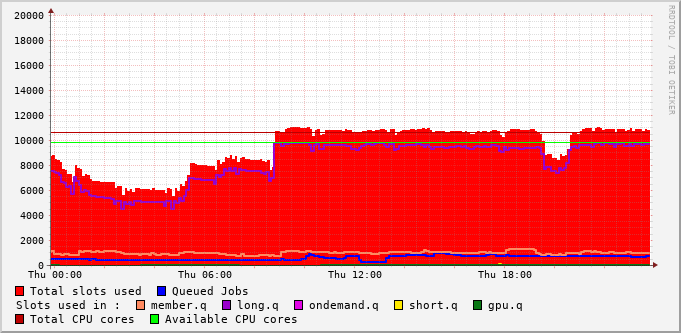 20000
18000
16000
14000
12000
10000
8000
6000
4000
2000
0
Thu 00:00 Thu 06:00 Thu 12:00 Thu 18:00
RRDTOOL / TOBI OETIKER
Total slots used Queued Jobs
Slots used in : member.q long.q ondemand.q short.q gpu.q
Total CPU cores Available CPU cores